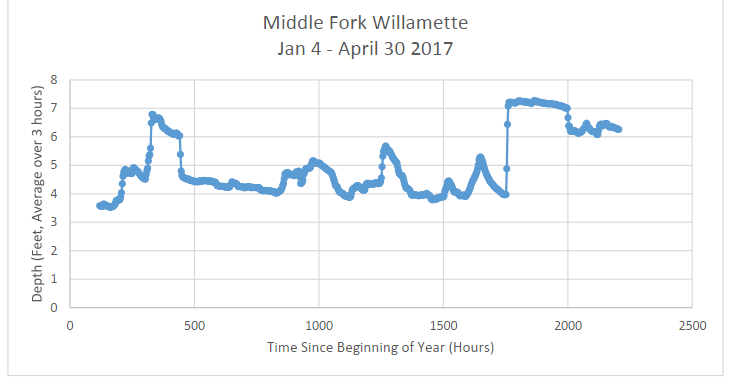 Middle Fork Willamette
Jan 4 - April 30 2017
Depth (Feet, Average over 3 hours)
8
7
6
5
4
3
2
1
0
0 500 1000 1500 2000 2500
Time Since Beginning of Year (Hours)